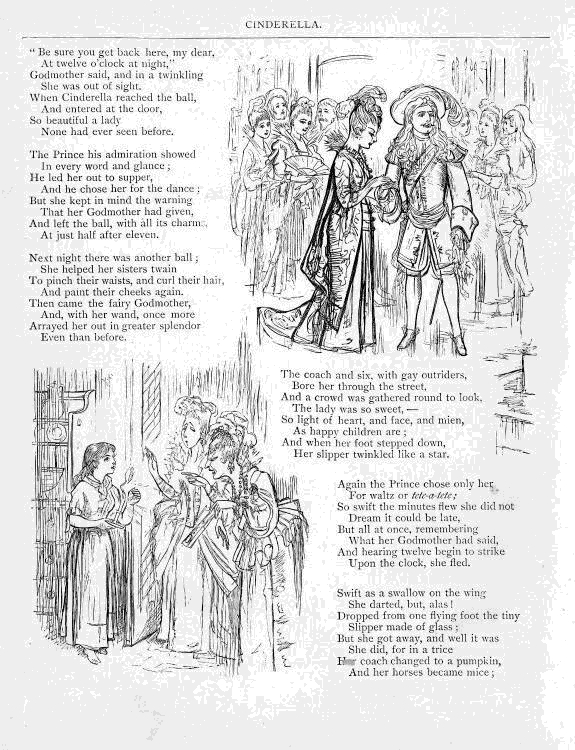 CINDERELLA.
"Be sure you get back here, my dear,
At twelve o'clock at night,"
Godmother said, and in a twinkling
She was out of sight.
When Cinderella reached the ball,
And entered at the door,
So beautiful a lady
None had ever seen before.
The Prince his admiration showed
In every word and glance;
He led her out to supper,
And he chose her for the dance;
But she kept in mind the warning
That her Godmother had given,
And left the ball, with all its charm
At just half after eleven.
Next night there was another ball;
She helped her sisters twain
To pinch their waists, and curl their hair,
And paint their cheeks again.
Then came the fairy Godmother,
And, with her wand, once more
Arrayed her out in greater splendor
Even than before.
The coach and six, with gay outriders,
Bore her through the street,
And a crowd was gathered round to look,
The lady was so sweet,—
So light of heart, and face, and mien,
As happy children are;
And when her foot stepped down,
Her slipper twinkled like a star.
Again the Prince chose only her
For waltz or tete-a-tete;
So swift the minutes flew she did not
Dream it could be late,
But all at once, remembering
What her Godmother had said,
And hearing twelve begin to strike
Upon the clock, she fled.
Swift as a swallow on the wing
She darted, but, alas!
Dropped from one flying foot the tiny
Slipper made of glass;
But she got away, and well it was
She did, for in a trice
Her coach changed to a pumpkin,
And her horses became mice;